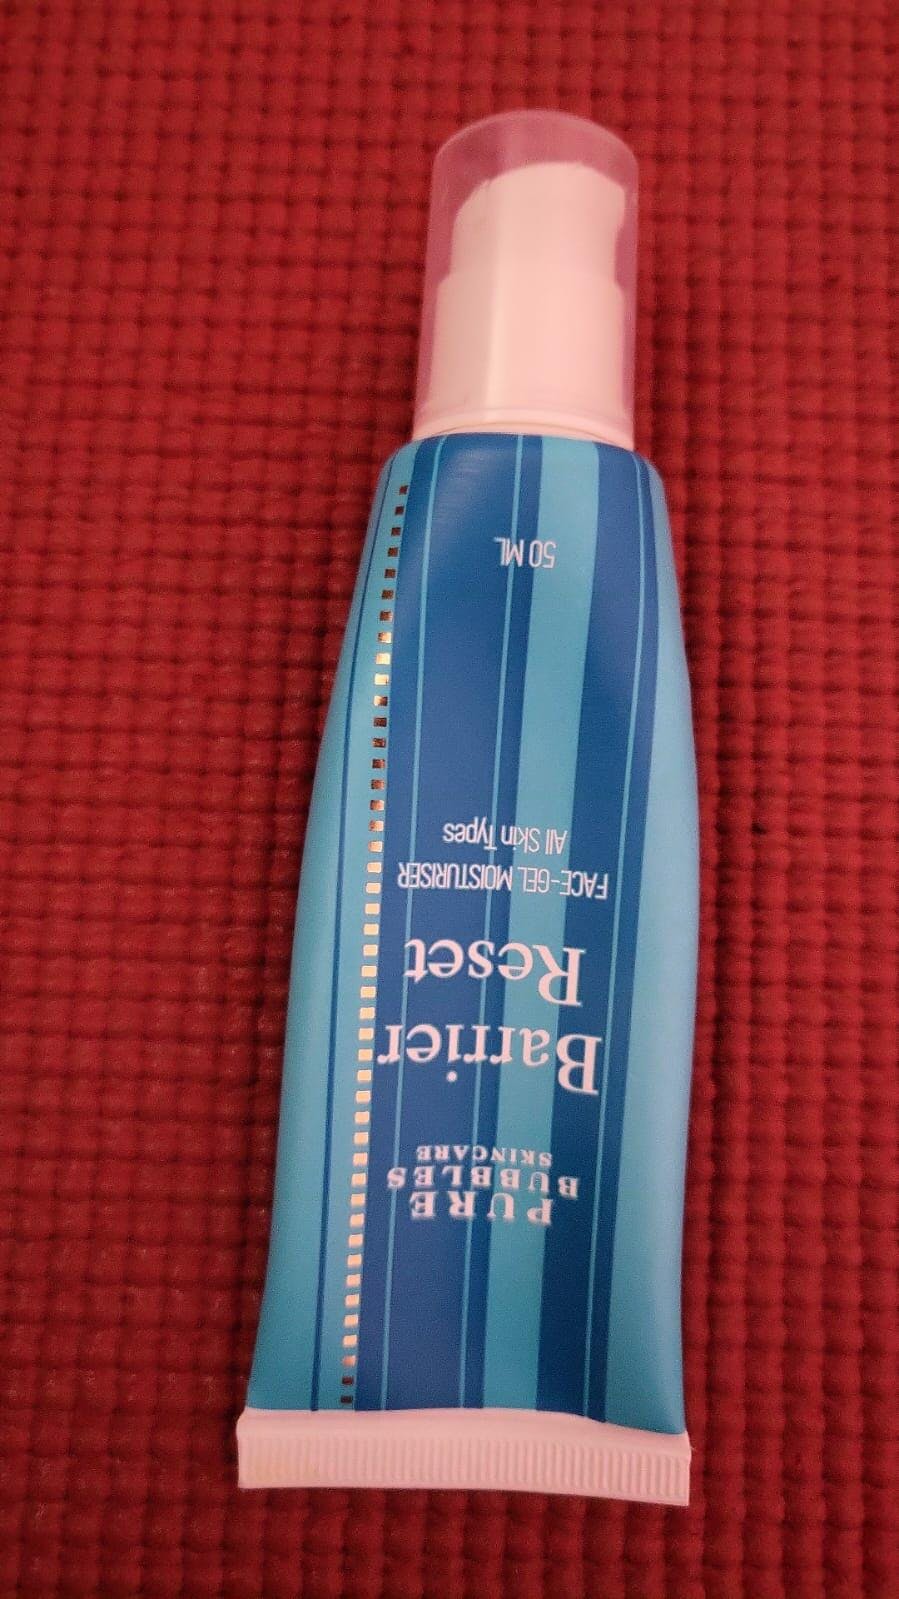 PURE
BUBBLES
SKINCARE
Barrier
Reset
FACE-GEL MOISTURISER
All Skin Types
50 ML